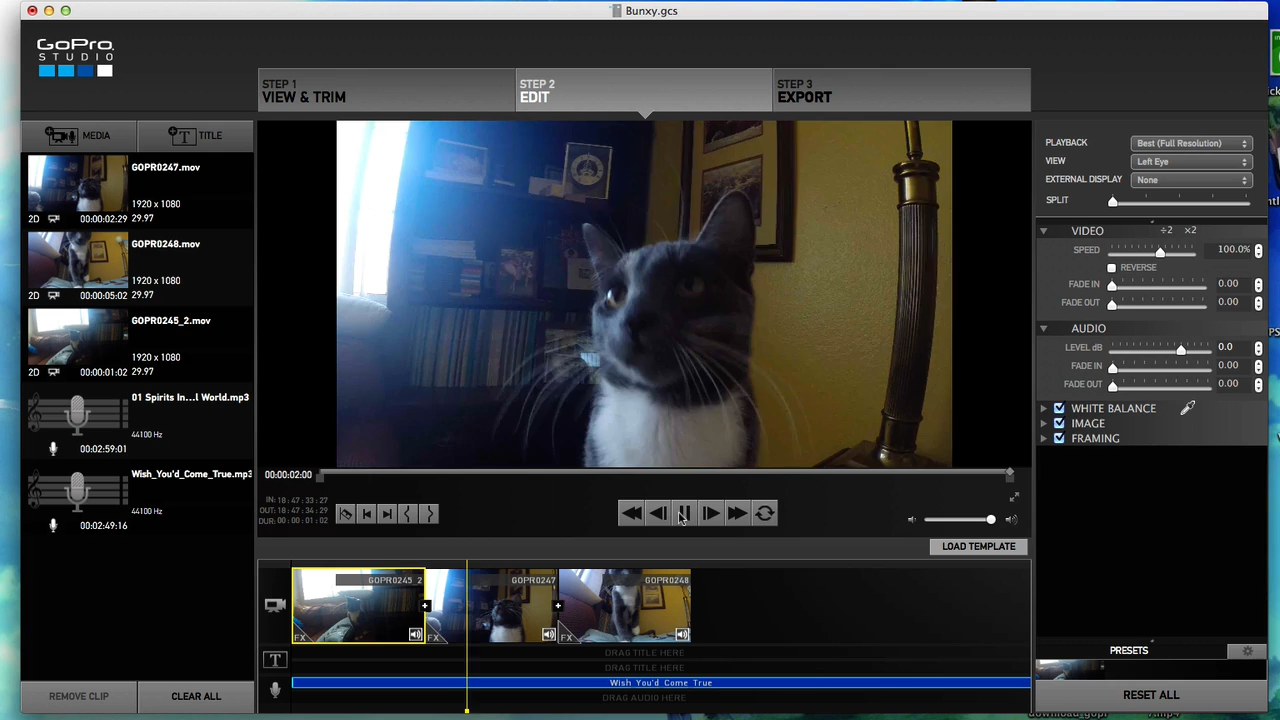 Bunxy.gcs
GoPro
STUDIO
STEP 1
VIEW & TRIM
STEP 2
EDIT
STEP 3
EXPORT
MEDIA
TITLE
GOPR0247.mov
1920 x 1080
2D 00:00:02:29 29.97
GOPR0248.mov
1920 x 1080
2D 00:00:05:02 29.97
GOPR0245_2.mov
1920 x 1080
2D 00:00:01:02 29.97
01 Spirits In...l World.mp3
44100 Hz
00:02:59:01
Wish_You'd_Come_True.mp3
44100 Hz
00:02:49:16
REMOVE CLIP
CLEAR ALL
00:00:02:00
IN: 18:47:33:27
OUT: 18:47:34:29
DUR: 00:00:01:02
LOAD TEMPLATE
GOPR0245_2
GOPR0247
GOPR0248
FX
FX
FX
T
DRAG TITLE HERE
DRAG TITLE HERE
Wish You'd Come True
DRAG AUDIO HERE
PLAYBACK Best (Full Resolution)
VIEW Left Eye
EXTERNAL DISPLAY None
SPLIT
VIDEO ÷2 x2
SPEED 100.0%
REVERSE
FADE IN 0.00
FADE OUT 0.00
AUDIO
LEVEL dB 0.0
FADE IN 0.00
FADE OUT 0.00
WHITE BALANCE
IMAGE
FRAMING
PRESETS
RESET ALL